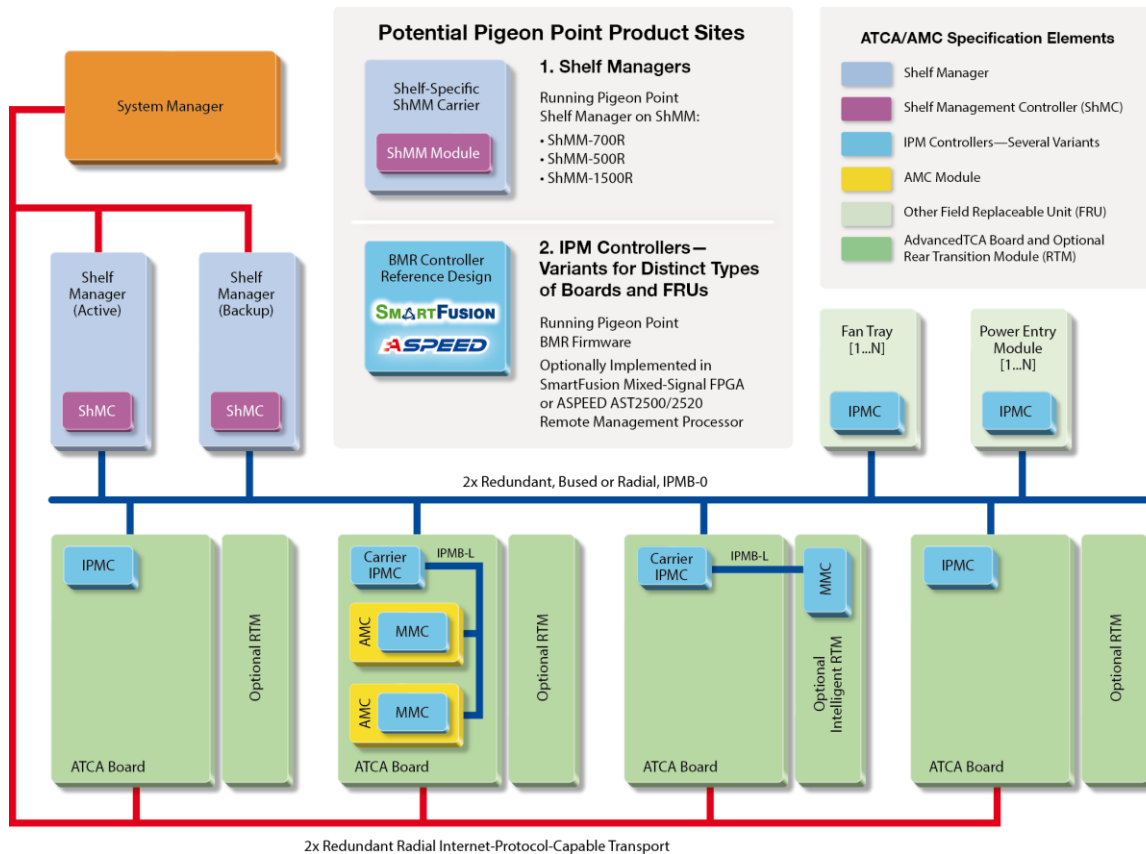 System Manager
Potential Pigeon Point Product Sites
Shelf-Specific
ShMM Carrier
ShMM Module
1. Shelf Managers
Running Pigeon Point
Shelf Manager on ShMM:
• ShMM-700R
• ShMM-500R
• ShMM-1500R
BMR Controller
Reference Design
SMARTFUSION
ASPEED
2. IPM Controllers—
Variants for Distinct Types
of Boards and FRUs
Running Pigeon Point
BMR Firmware
Optionally Implemented in
SmartFusion Mixed-Signal FPGA
or ASPEED AST2500/2520
Remote Management Processor
ATCA/AMC Specification Elements
Shelf Manager
Shelf Management Controller (ShMC)
IPM Controllers—Several Variants
AMC Module
Other Field Replaceable Unit (FRU)
AdvancedTCA Board and Optional
Rear Transition Module (RTM)
Shelf
Manager
(Active)
ShMC
Shelf
Manager
(Backup)
ShMC
Fan Tray
[1...N]
IPMC
Power Entry
Module
[1...N]
IPMC
2x Redundant, Bused or Radial, IPMB-0
IPMC
ATCA Board
Optional RTM
Carrier
IPMC
IPMB-L
AMC
MMC
AMC
MMC
ATCA Board
Optional RTM
Carrier
IPMC
IPMB-L
MMC
Optional
Intelligent RTM
ATCA Board
IPMC
ATCA Board
Optional RTM
2x Redundant Radial Internet-Protocol-Capable Transport